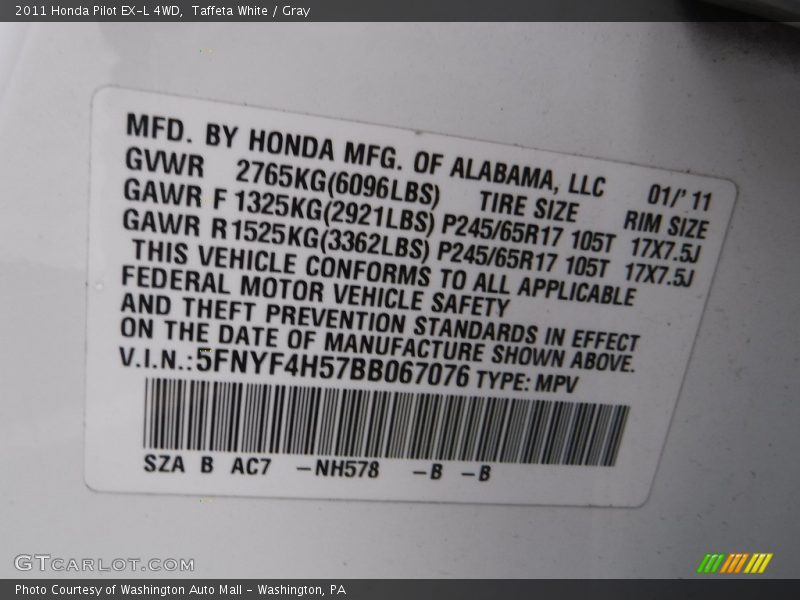 2011 Honda Pilot EX-L 4WD,  Taffeta White / Gray
MFD. BY HONDA MFG. OF ALABAMA, LLC 01/' 11
GVWR 2765KG(6096LBS) TIRE SIZE RIM SIZE
GAWR F 1325KG(2921LBS) P245/65R17 105T 17X7.5J
GAWR R 1525KG(3362LBS) P245/65R17 105T 17X7.5J
THIS VEHICLE CONFORMS TO ALL APPLICABLE
FEDERAL MOTOR VEHICLE SAFETY
AND THEFT PREVENTION STANDARDS IN EFFECT
ON THE DATE OF MANUFACTURE SHOWN ABOVE.
V.I.N.: 5FNYF4H57BB067076 TYPE: MPV
SZA B AC7 -NH578 -B -B
GTCARLOT.COM
Photo Courtesy of Washington Auto Mall - Washington, PA